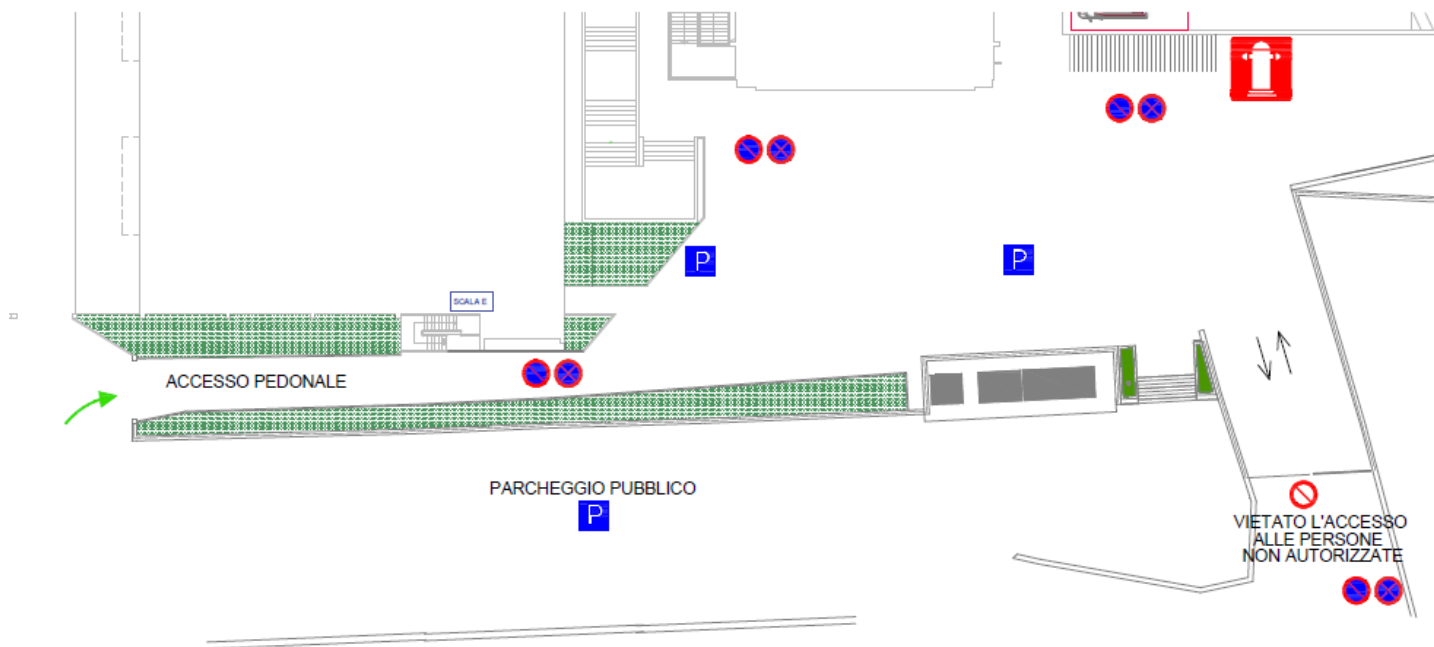 P
P
SCALA E
ACCESSO PEDONALE
PARCHEGGIO PUBBLICO
P
VIETATO L'ACCESSO
ALLE PERSONE
NON AUTORIZZATE